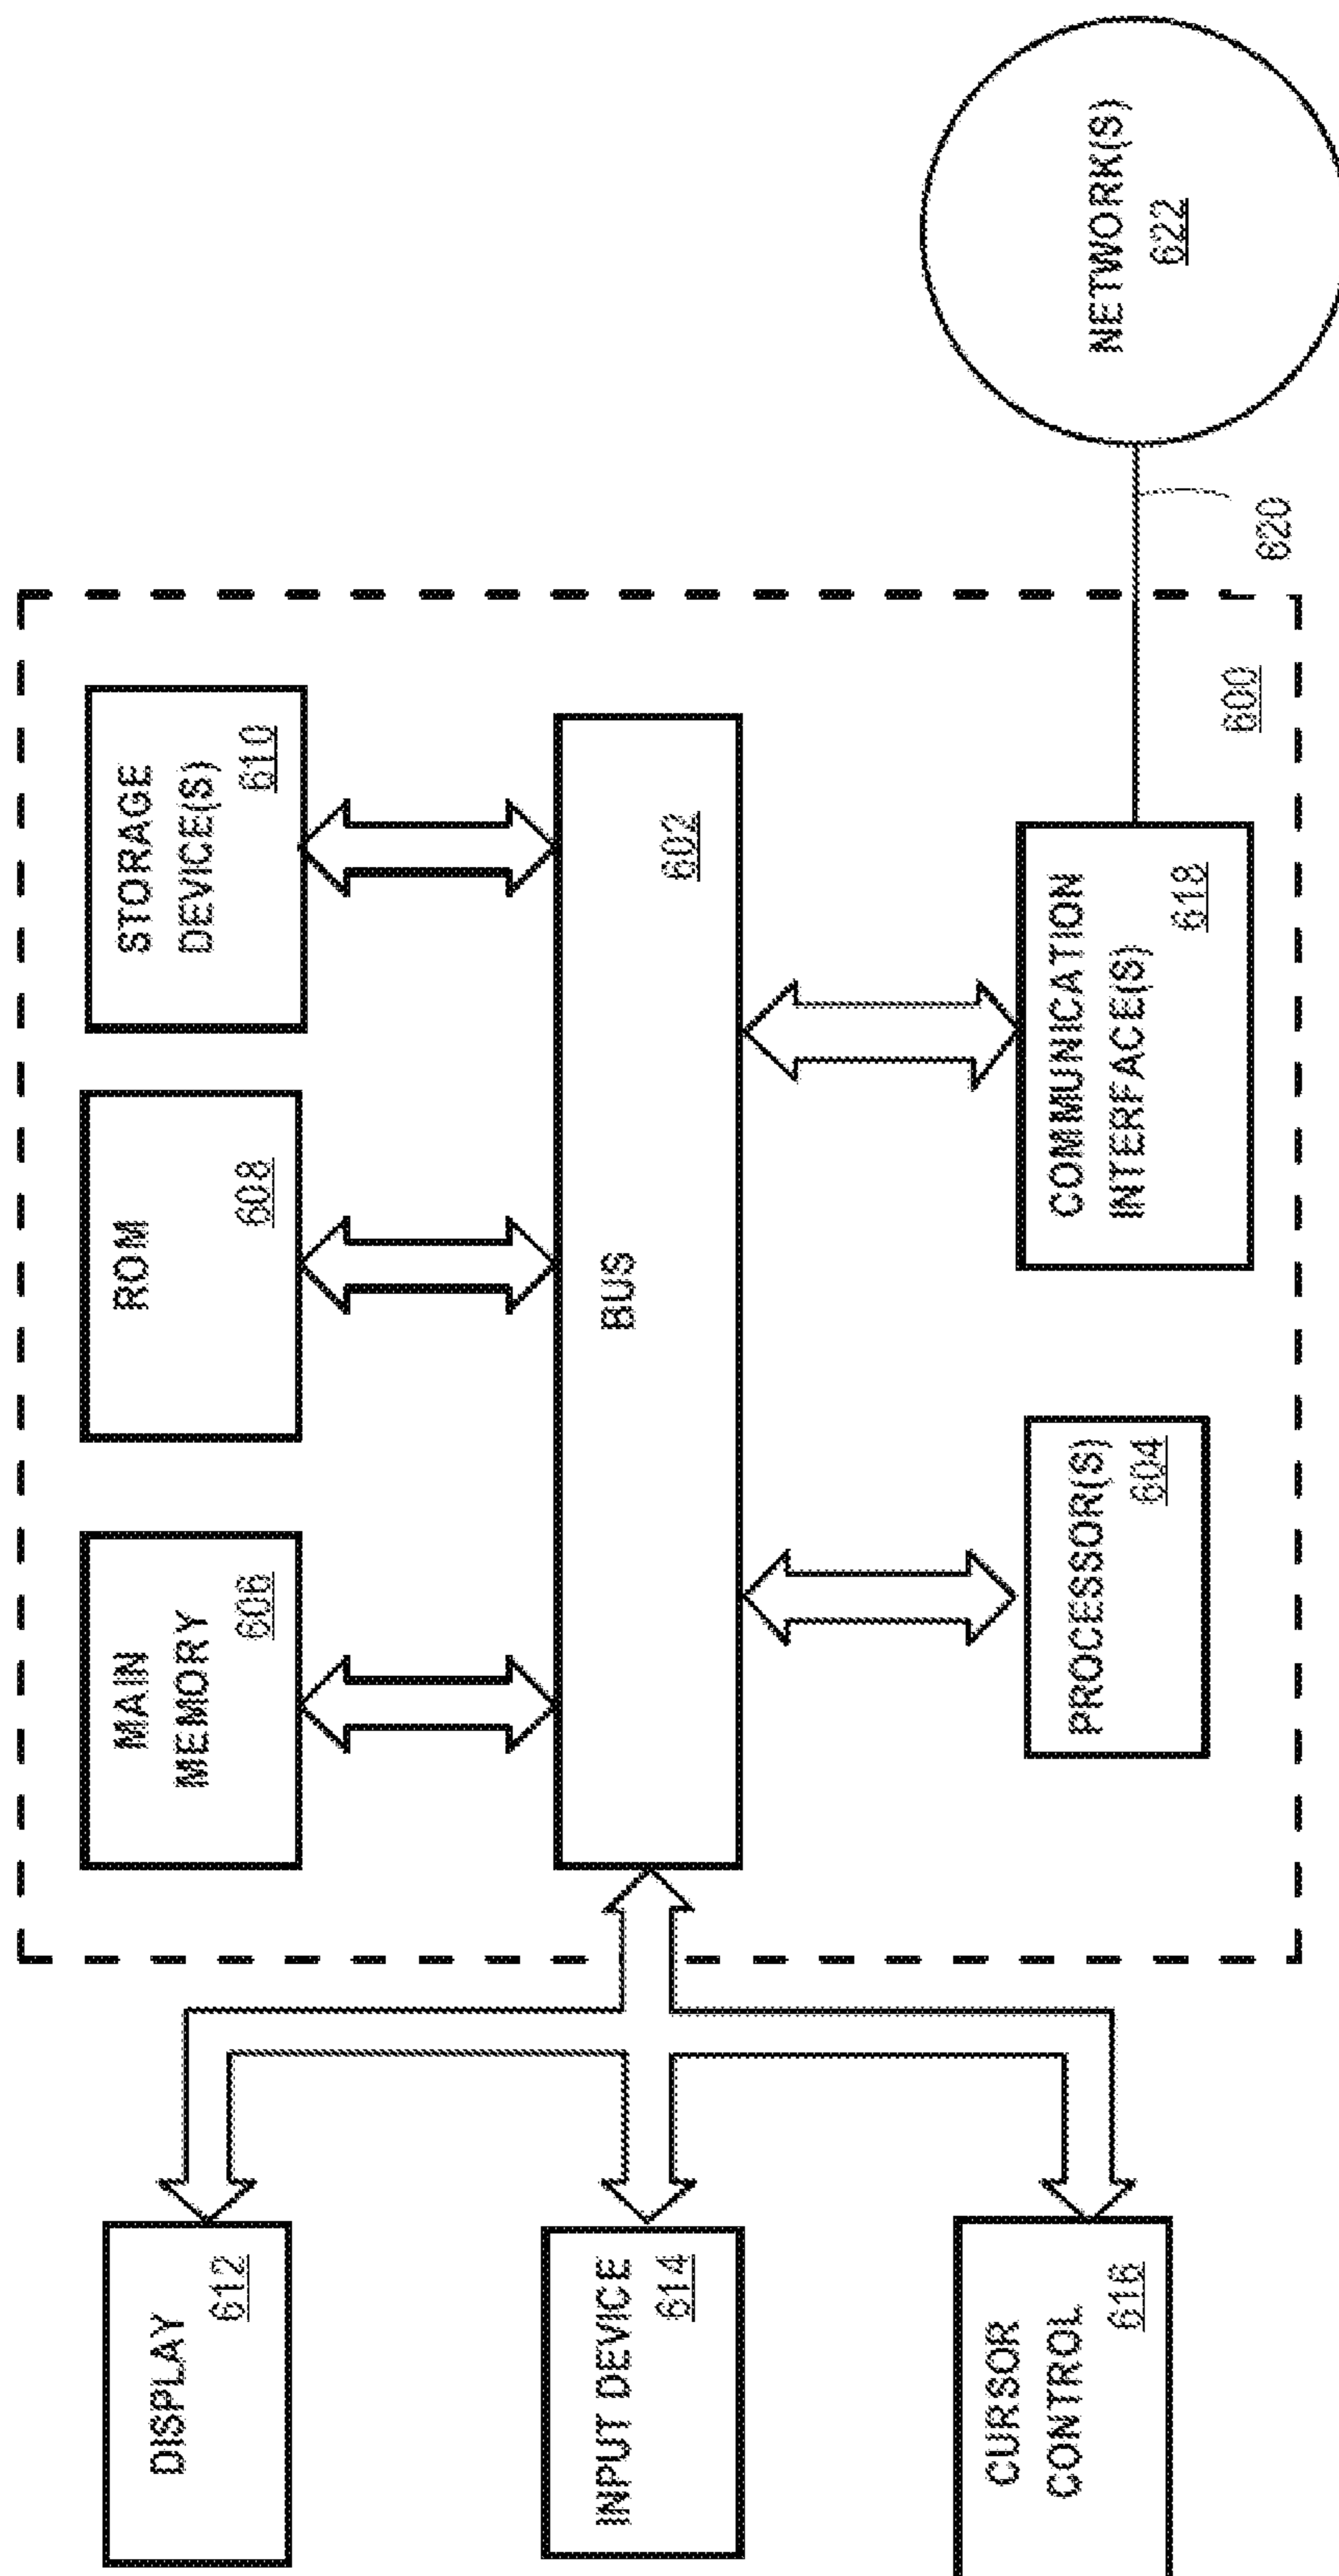 DISPLAY
612
INPUT DEVICE
614
CURSOR
CONTROL
616
MAIN
MEMORY
606
ROM
608
STORAGE
DEVICE(S)
610
BUS
602
PROCESSOR(S)
604
COMMUNICATION
INTERFACE(S)
618
600
620
NETWORK(S)
622